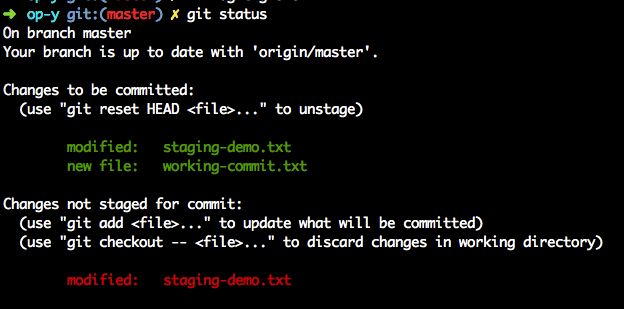 ➜ op-y git:(master) ✗ git status
On branch master
Your branch is up to date with 'origin/master'.
Changes to be committed:
(use "git reset HEAD <file>..." to unstage)
modified: staging-demo.txt
new file: working-commit.txt
Changes not staged for commit:
(use "git add <file>..." to update what will be committed)
(use "git checkout -- <file>..." to discard changes in working directory)
modified: staging-demo.txt